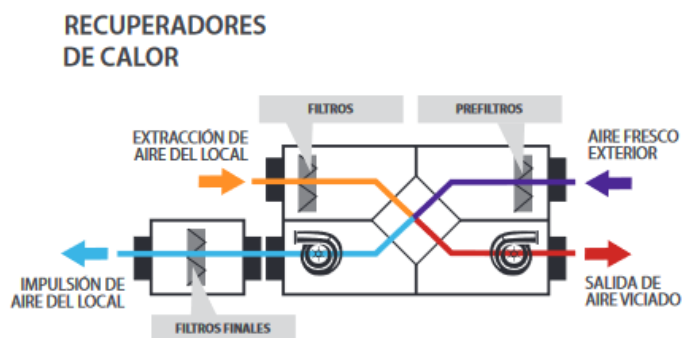 RECUPERADORES
DE CALOR
FILTROS
PREFILTROS
EXTRACCIÓN DE
AIRE DEL LOCAL
AIRE FRESCO
EXTERIOR
IMPULSIÓN DE
AIRE DEL LOCAL
SALIDA DE
AIRE VICIADO
FILTROS FINALES